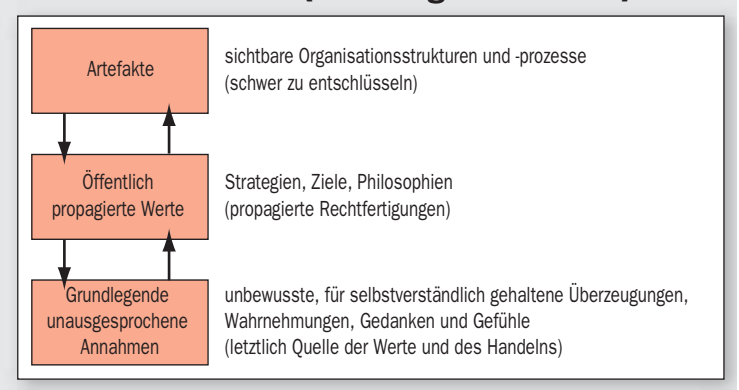 Artefakte
sichtbare Organisationsstrukturen und -prozesse
(schwer zu entschlüsseln)
Öffentlich
propagierte Werte
Strategien, Ziele, Philosophien
(propagierte Rechtfertigungen)
Grundlegende
unausgesprochene
Annahmen
unbewusste, für selbstverständlich gehaltene Überzeugungen,
Wahrnehmungen, Gedanken und Gefühle
(letztlich Quelle der Werte und des Handelns)